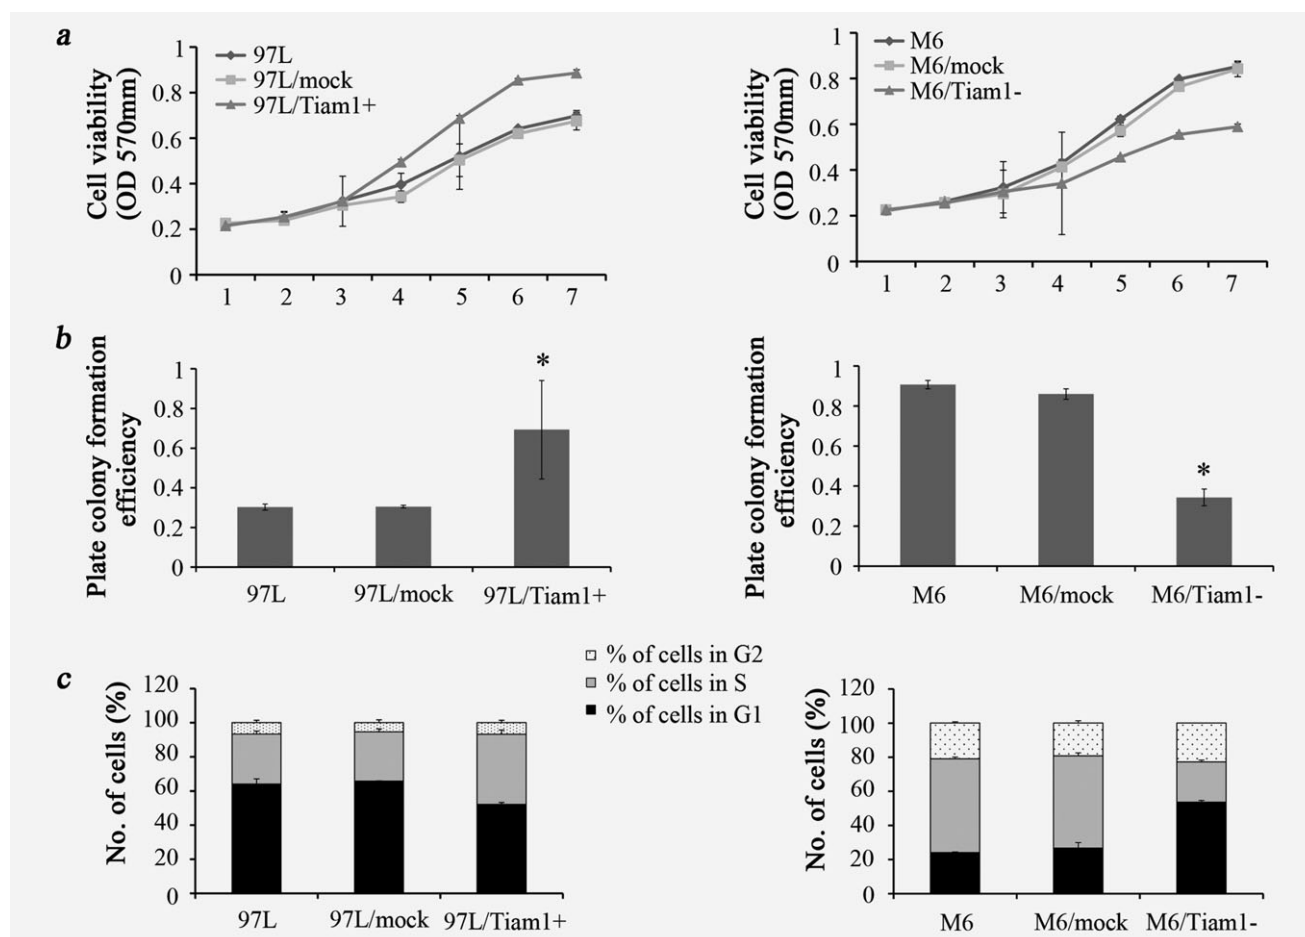 a
Cell viability
(OD 570mm)
1
0.8
0.6
0.4
0.2
0
97L
97L/mock
97L/Tiam1+
1 2 3 4 5 6 7
Cell viability
(OD 570mm)
1
0.8
0.6
0.4
0.2
0
M6
M6/mock
M6/Tiam1-
1 2 3 4 5 6 7
b
Plate colony formation
efficiency
1
0.8
0.6
0.4
0.2
0
*
97L 97L/mock 97L/Tiam1+
Plate colony formation
efficiency
1
0.8
0.6
0.4
0.2
0
*
M6 M6/mock M6/Tiam1-
c
No. of cells (%)
120
100
80
60
40
20
0
97L 97L/mock 97L/Tiam1+
% of cells in G2
% of cells in S
% of cells in G1
No. of cells (%)
120
100
80
60
40
20
0
M6 M6/mock M6/Tiam1-